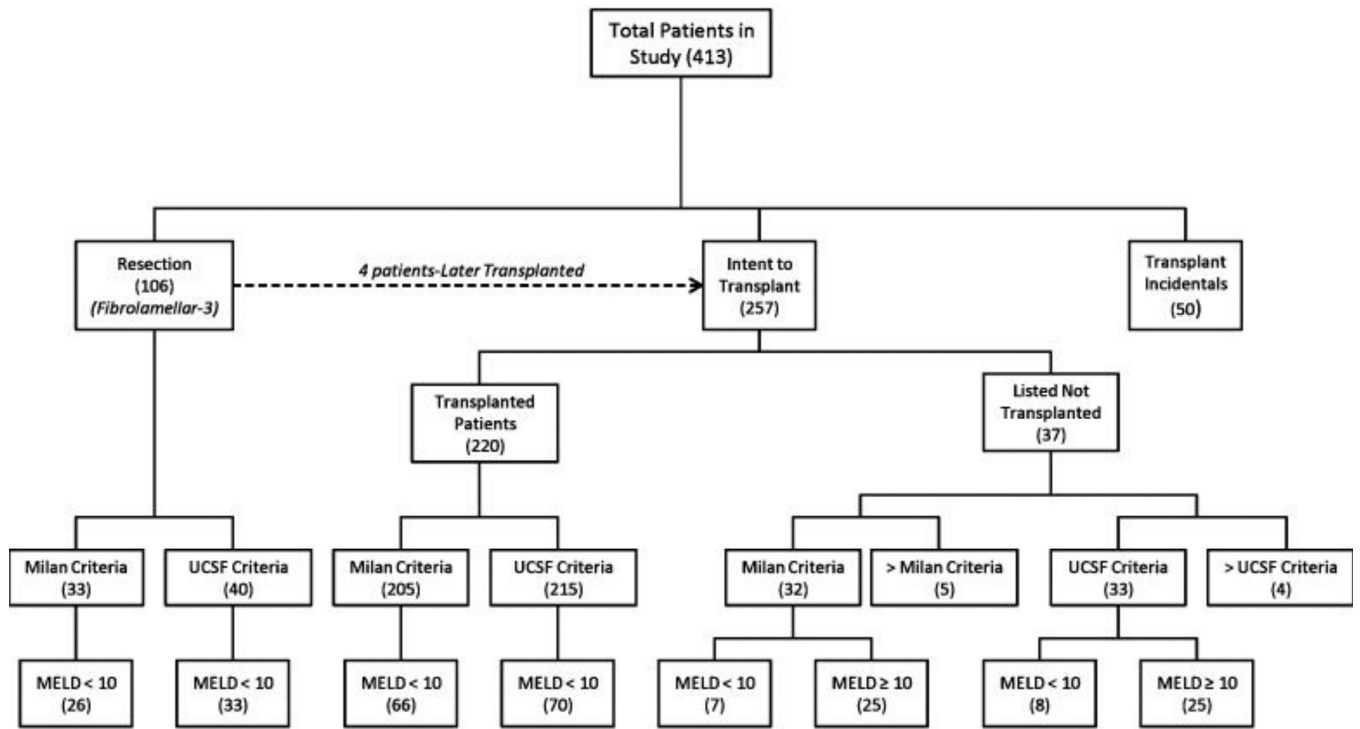 Total Patients in
Study (413)
Resection
(106)
(Fibrolamellar-3)
4 patients-Later Transplanted
Intent to
Transplant
(257)
Transplant
Incidentals
(50)
Transplanted
Patients
(220)
Listed Not
Transplanted
(37)
Milan Criteria
(33)
UCSF Criteria
(40)
Milan Criteria
(205)
UCSF Criteria
(215)
Milan Criteria
(32)
> Milan Criteria
(5)
UCSF Criteria
(33)
> UCSF Criteria
(4)
MELD < 10
(26)
MELD < 10
(33)
MELD < 10
(66)
MELD < 10
(70)
MELD < 10
(7)
MELD ≥ 10
(25)
MELD < 10
(8)
MELD ≥ 10
(25)